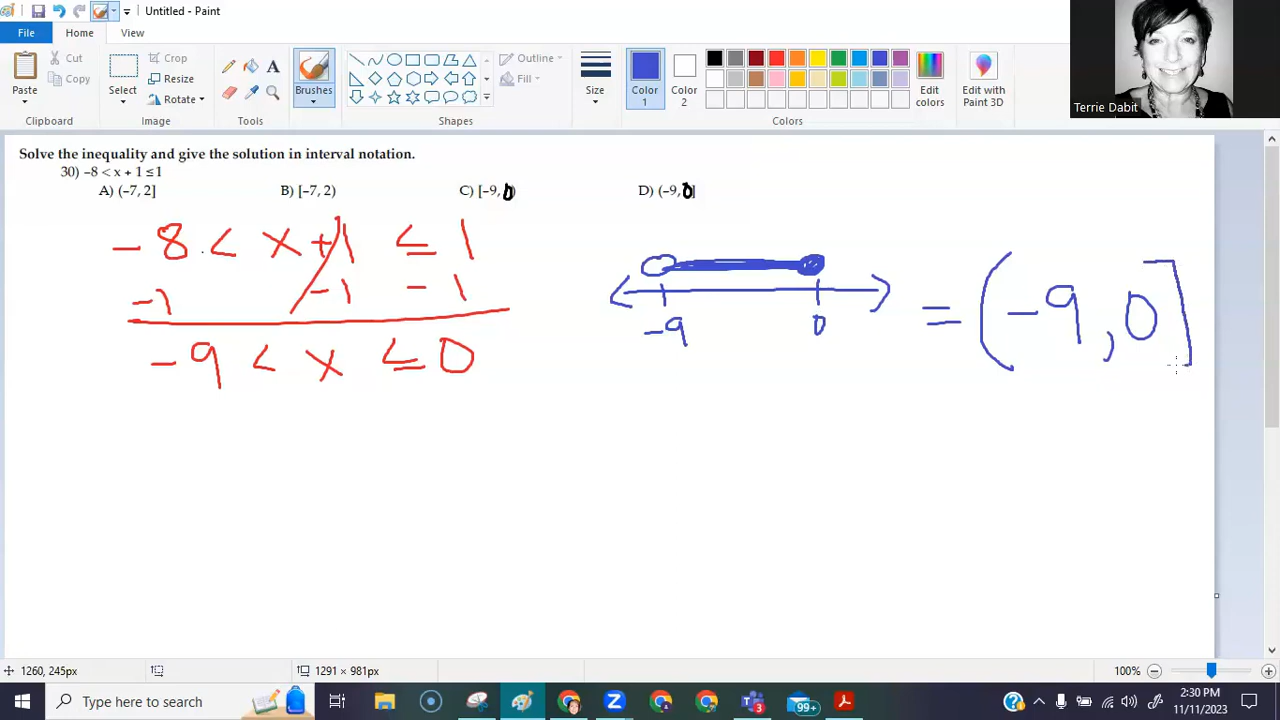 Untitled - Paint
File Home View
Paste Cut Copy Clipboard
Select Crop Resize Rotate Image
A Tools
Brushes
Outline Fill Shapes
Size
Color 1 Color 2 Edit colors Colors
Edit with Paint 3D
Terrie Dabit
Solve the inequality and give the solution in interval notation.
30) −8 < x + 1 ≤ 1
A) (−7, 2] B) [−7, 2) C) [−9, 0) D) (−9, 0]
-8 < x +1 ≤ 1
-1 -1 -1
-9 < x ≤ 0
-9 0
= (-9, 0]
1260, 245px 1291 × 981px 100%
Type here to search 3 99+ 2:30 PM
11/11/2023